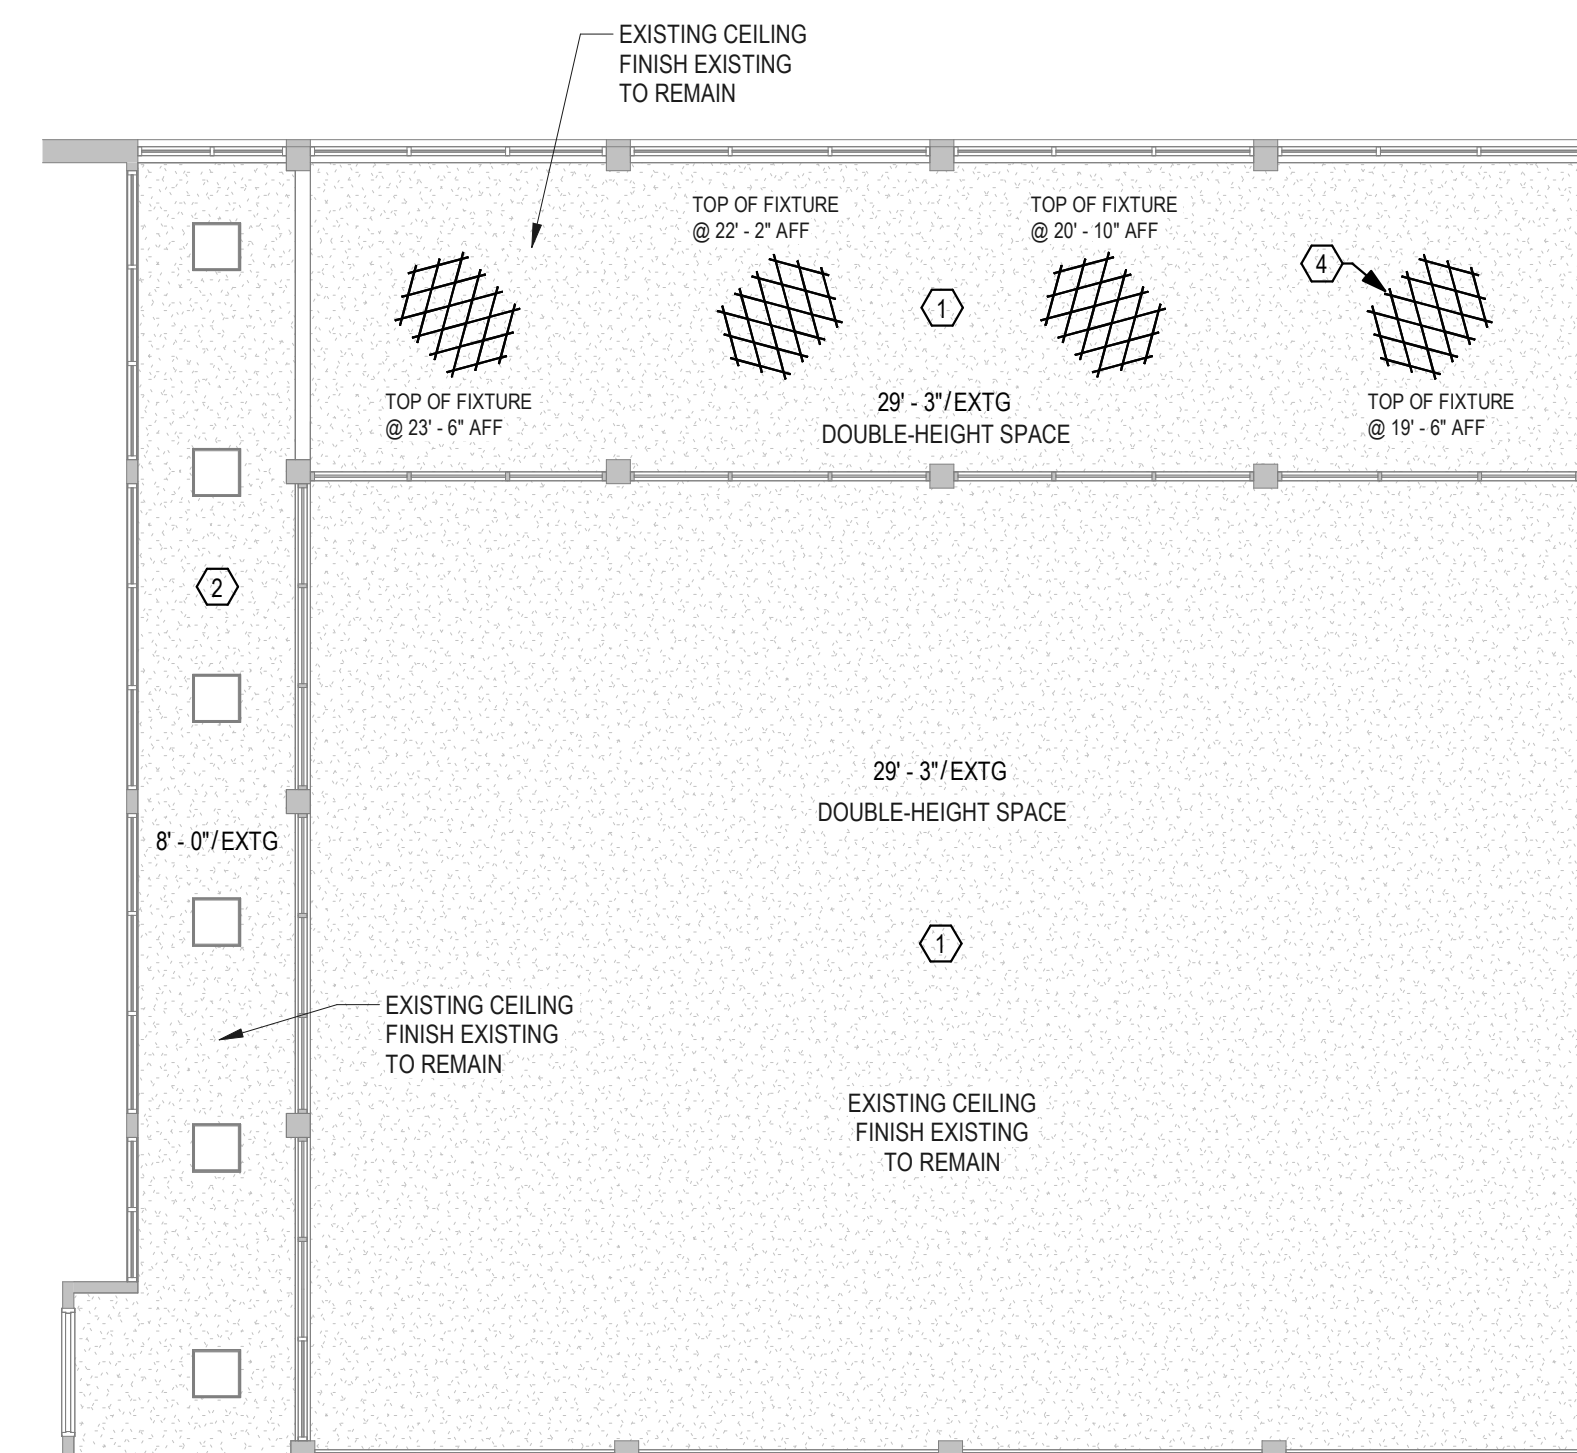 EXISTING CEILING
FINISH EXISTING
TO REMAIN
TOP OF FIXTURE
@ 22' - 2" AFF
TOP OF FIXTURE
@ 20' - 10" AFF
4
1
TOP OF FIXTURE
@ 23' - 6" AFF
29' - 3"/EXTG
DOUBLE-HEIGHT SPACE
TOP OF FIXTURE
@ 19' - 6" AFF
2
29' - 3"/EXTG
DOUBLE-HEIGHT SPACE
8' - 0"/EXTG
1
EXISTING CEILING
FINISH EXISTING
TO REMAIN
EXISTING CEILING
FINISH EXISTING
TO REMAIN